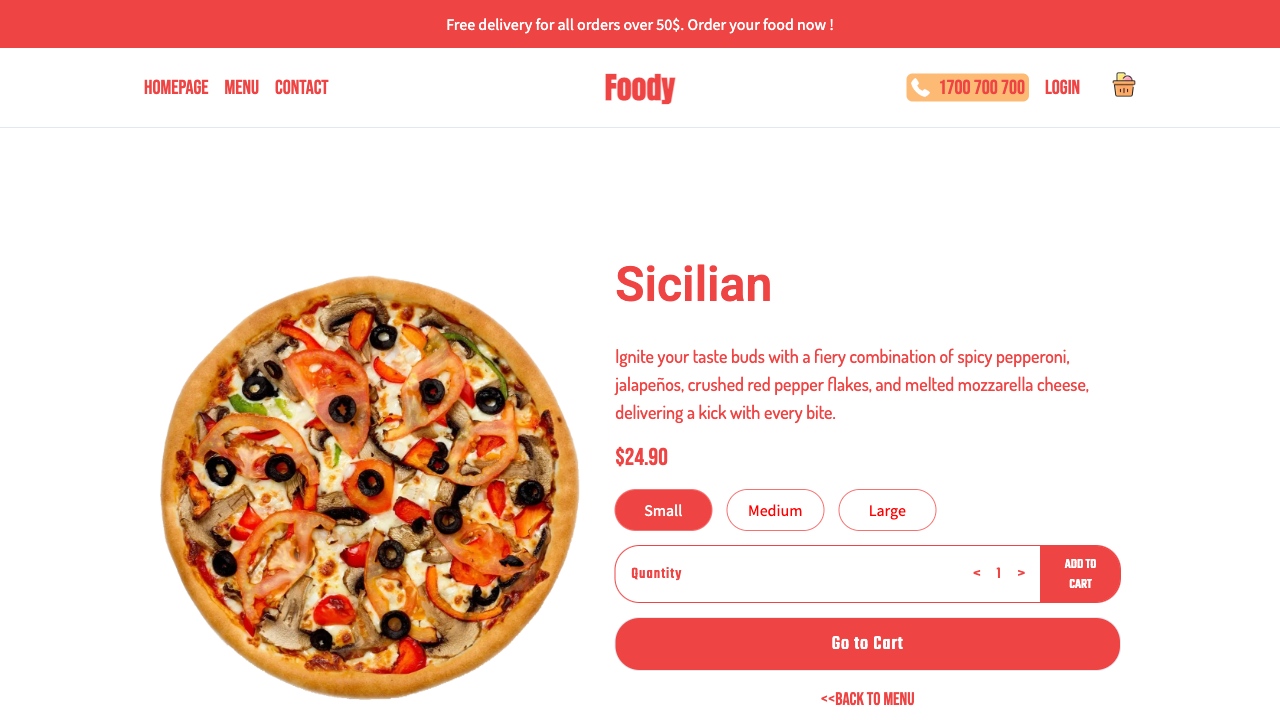 Free delivery for all orders over 50$. Order your food now !
HOMEPAGE MENU CONTACT
Foody
1700 700 700
LOGIN
Sicilian
Ignite your taste buds with a fiery combination of spicy pepperoni,
jalapeños, crushed red pepper flakes, and melted mozzarella cheese,
delivering a kick with every bite.
$24.90
Small Medium Large
Quantity < 1 >
ADD TO
CART
Go to Cart
<<BACK TO MENU